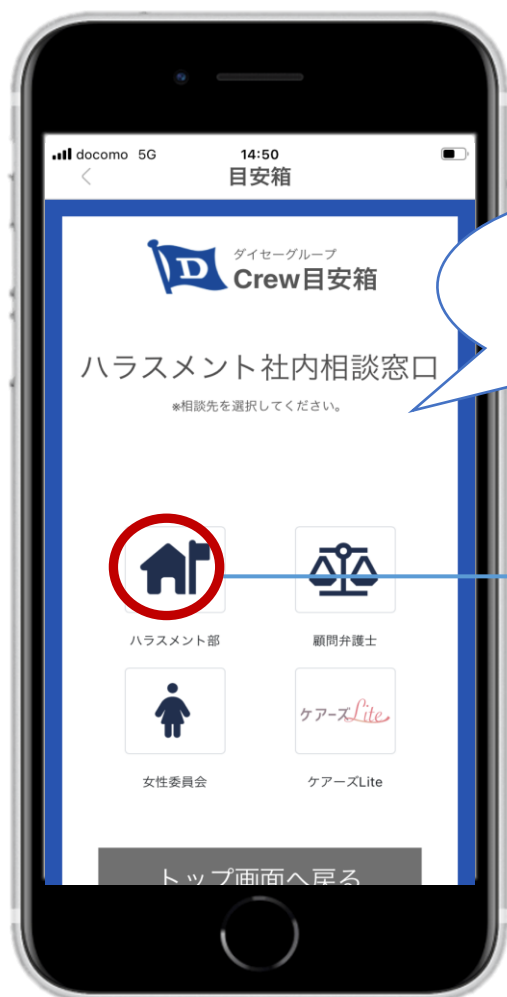 docomo 5G 14:50
目安箱
D
ダイセーグループ
Crew目安箱
ハラスメント社内相談窓口
※相談先を選択してください。
ハラスメント部 顧問弁護士
ケアーズLite
女性委員会 ケアーズLite
トップ画面へ戻る